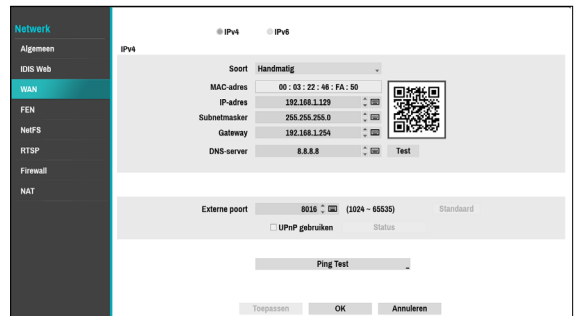 Netwerk
Algemeen
IDIS Web
WAN
FEN
NetFS
RTSP
Firewall
NAT
IPv4 IPv6
IPv4
Soort Handmatig
MAC-adres 00 : 03 : 22 : 46 : FA : 50
IP-adres 192.168.1.129
Subnetmasker 255.255.255.0
Gateway 192.168.1.254
DNS-server 8.8.8.8 Test
Externe poort 8016 (1024 ~ 65535) Standaard
UPnP gebruiken Status
Ping Test
Toepassen OK Annuleren